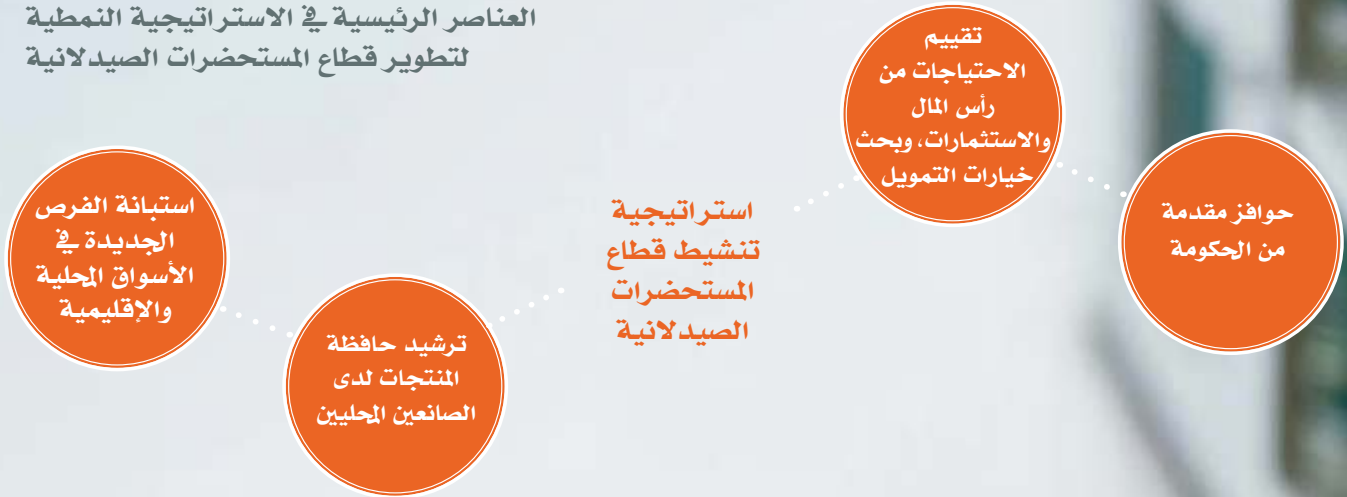 العناصر الرئيسية في الاستراتيجية النمطية
لتطوير قطاع المستحضرات الصيدلانية
حوافز مقدمة
من الحكومة
تقييم
الاحتياجات من
رأس المال
والاستثمارات، وبحث
خيارات التمويل
استراتيجية
تنشيط قطاع
المستحضرات
الصيدلانية
ترشيد حافظة
المنتجات لدى
الصانعين المحليين
استبانة الفرص
الجديدة في
الأسواق المحلية
والإقليمية